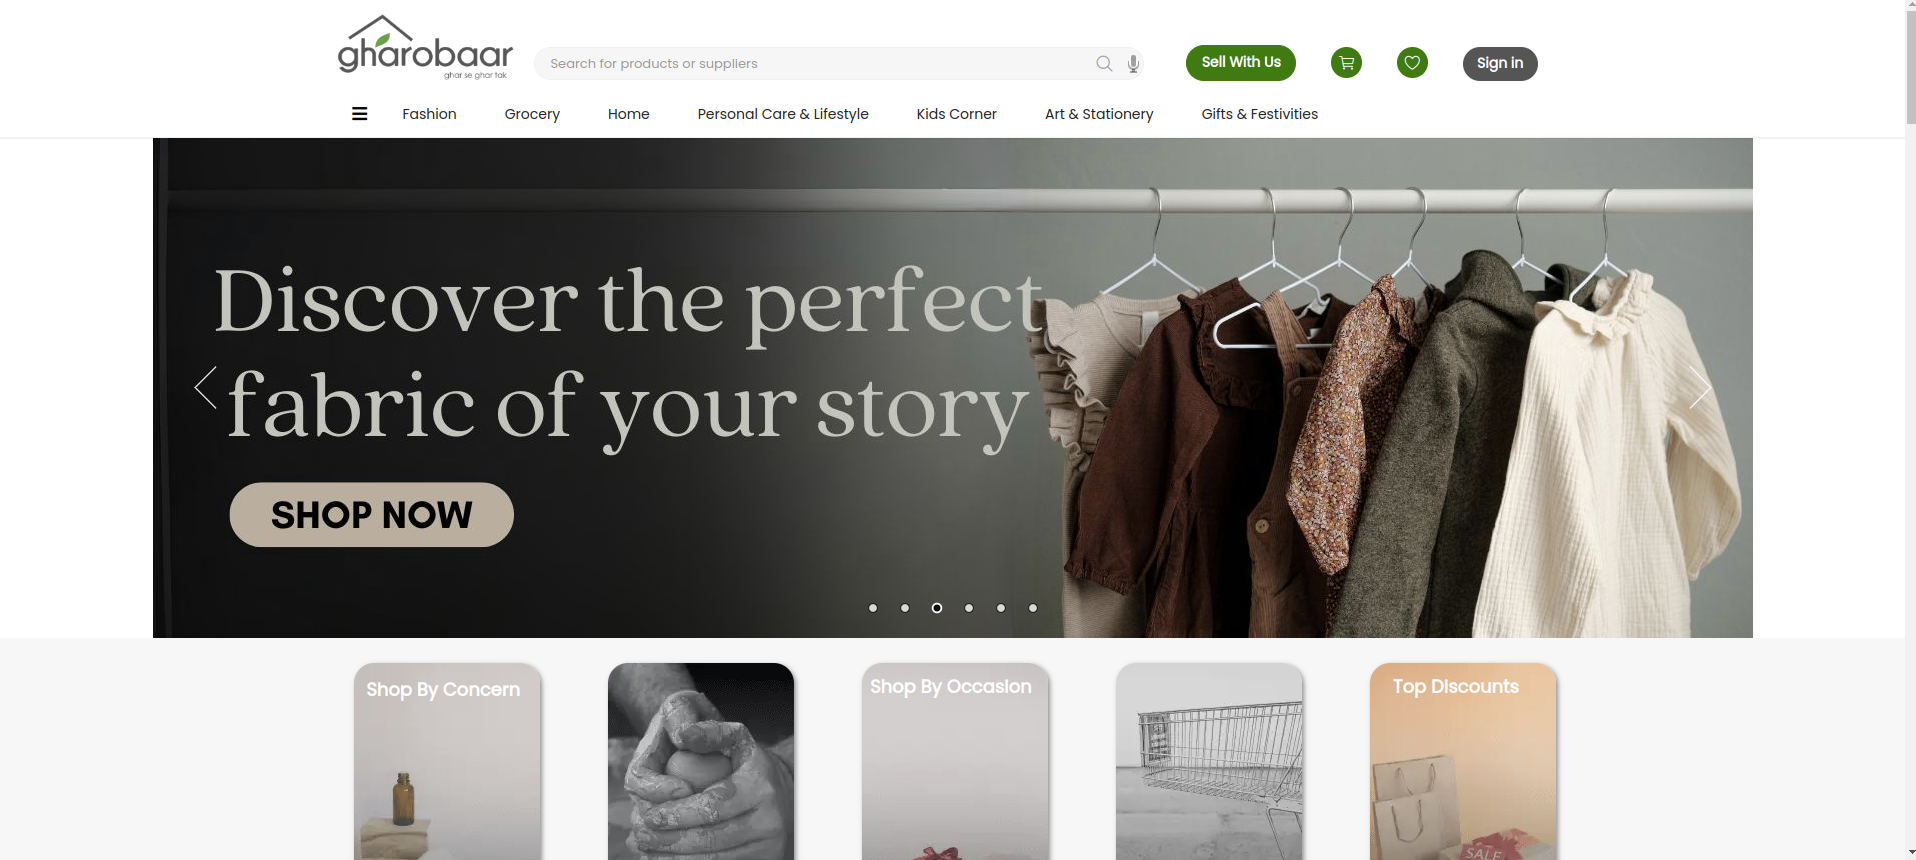 gharobaar
ghar se ghar tak
Search for products or suppliers
Sell With Us
Sign in
Fashion
Grocery
Home
Personal Care & Lifestyle
Kids Corner
Art & Stationery
Gifts & Festivities
Discover the perfect
fabric of your story
SHOP NOW
Shop By Concern
Shop By Occasion
Top Discounts
SALE